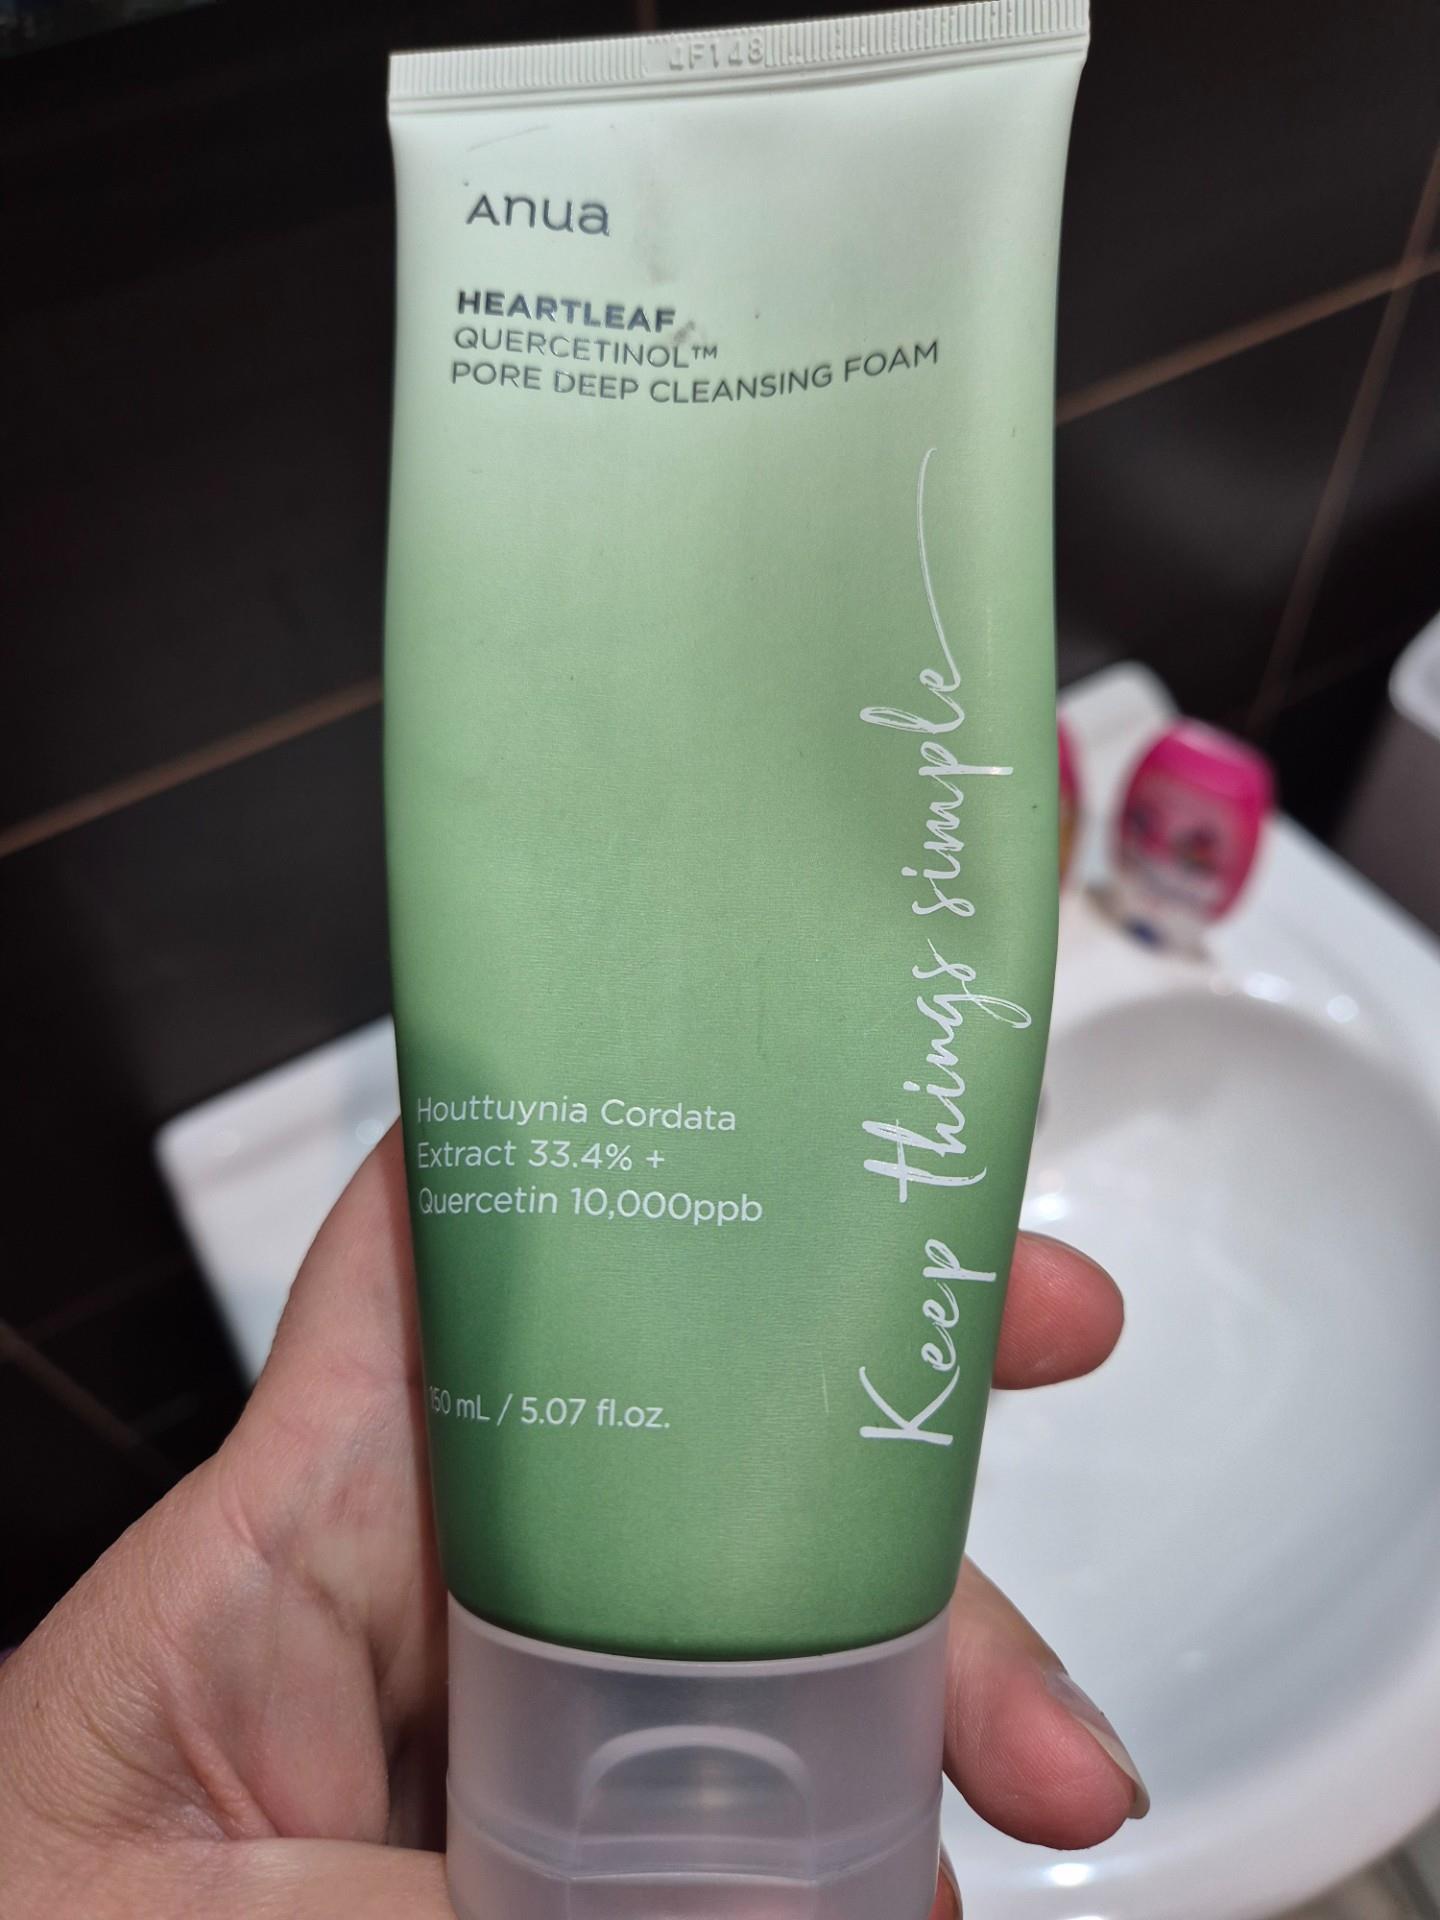 4F148
Anua
HEARTLEAF
QUERCETINOL™
PORE DEEP CLEANSING FOAM
Keep things simple
Houttuynia Cordata
Extract 33.4% +
Quercetin 10,000ppb
150 mL / 5.07 fl.oz.